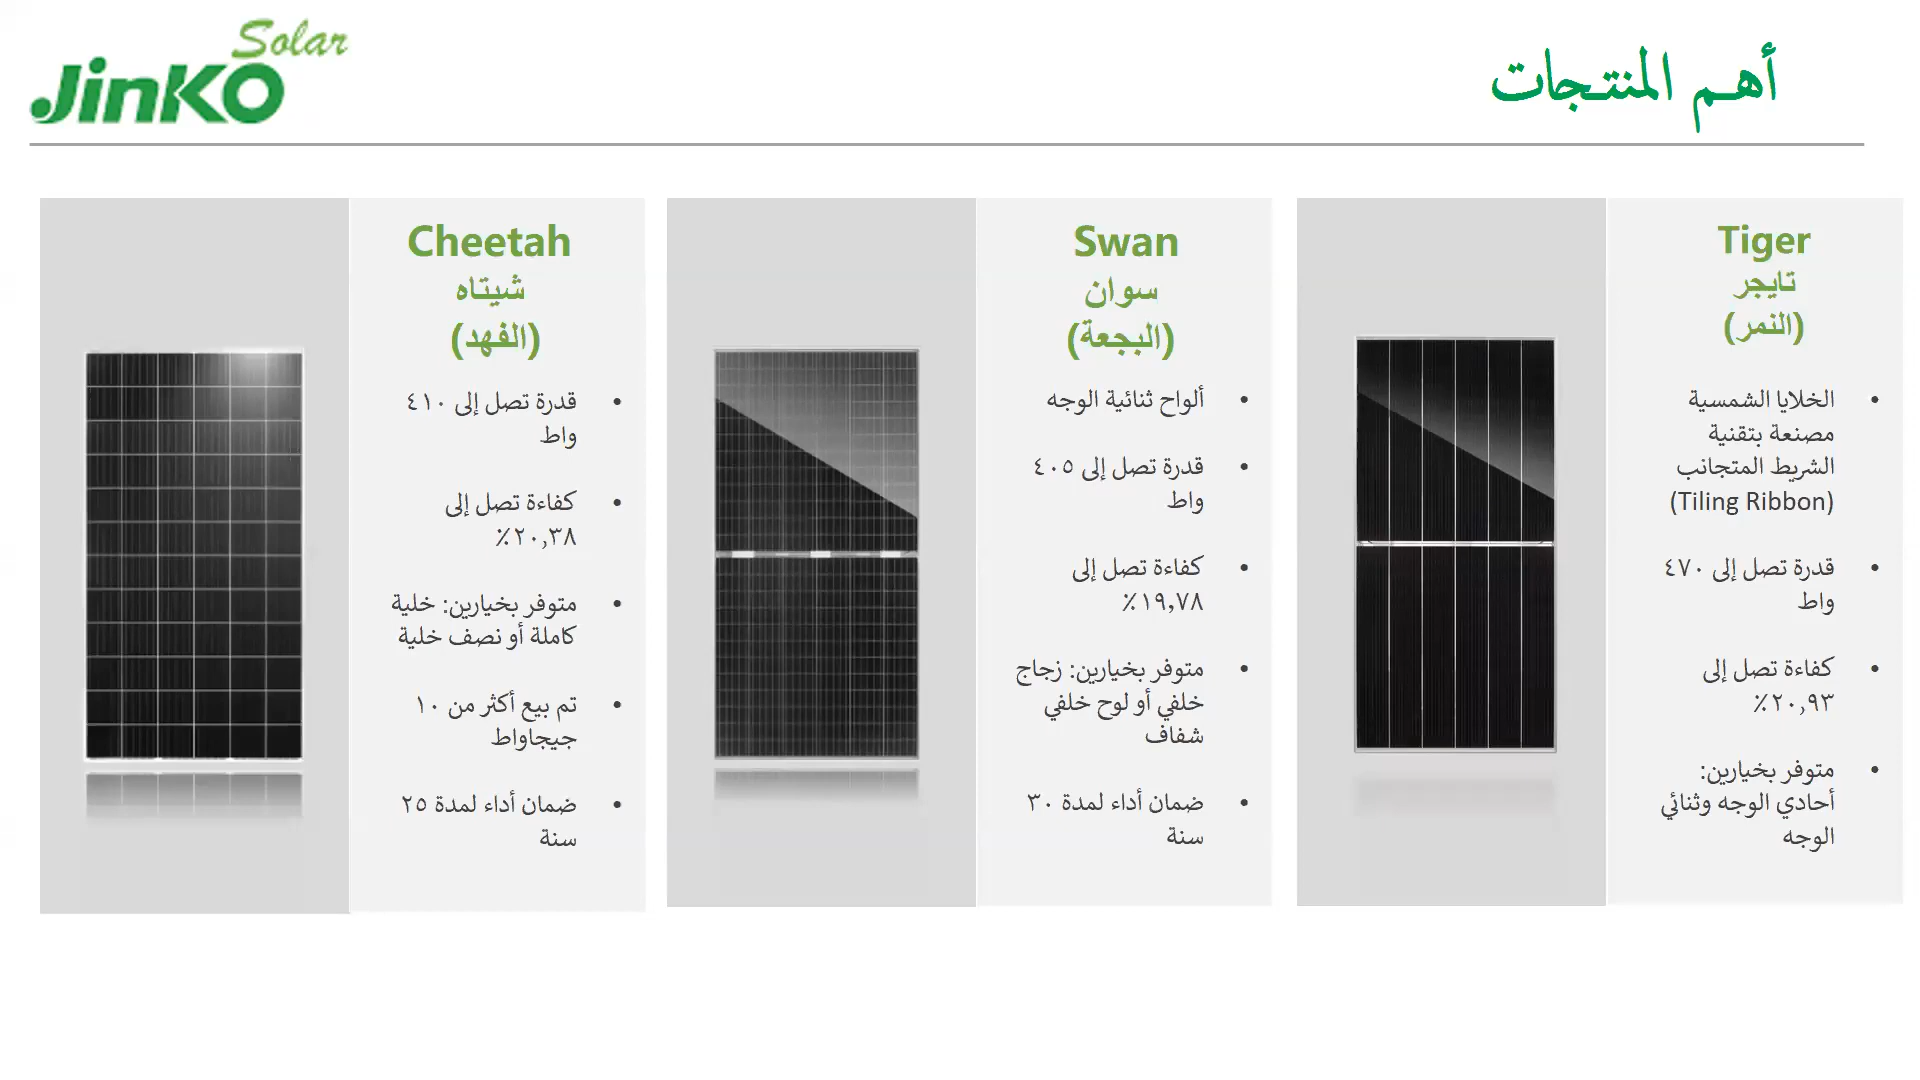 Solar
JinKO
أهم المنتجات
Tiger
تايجر
(النمر)
• الخلايا الشمسية
مصنعة بتقنية
الشريط المتجانب
(Tiling Ribbon)
• قدرة تصل إلى ٤٧٠
واط
• كفاءة تصل إلى
٢٠,٩٣٪
• متوفر بخيارين:
أحادي الوجه وثنائي
الوجه
Swan
سوان
(البجعة)
• ألواح ثنائية الوجه
• قدرة تصل إلى ٤٠٥
واط
• كفاءة تصل إلى
١٩,٧٨٪
• متوفر بخيارين: زجاج
خلفي أو لوح خلفي
شفاف
• ضمان أداء لمدة ٣٠
سنة
Cheetah
شيتاه
(الفهد)
• قدرة تصل إلى ٤١٠
واط
• كفاءة تصل إلى
٢٠,٣٨٪
• متوفر بخيارين: خلية
كاملة أو نصف خلية
• تم بيع أكثر من ١٠
جيجاواط
• ضمان أداء لمدة ٢٥
سنة